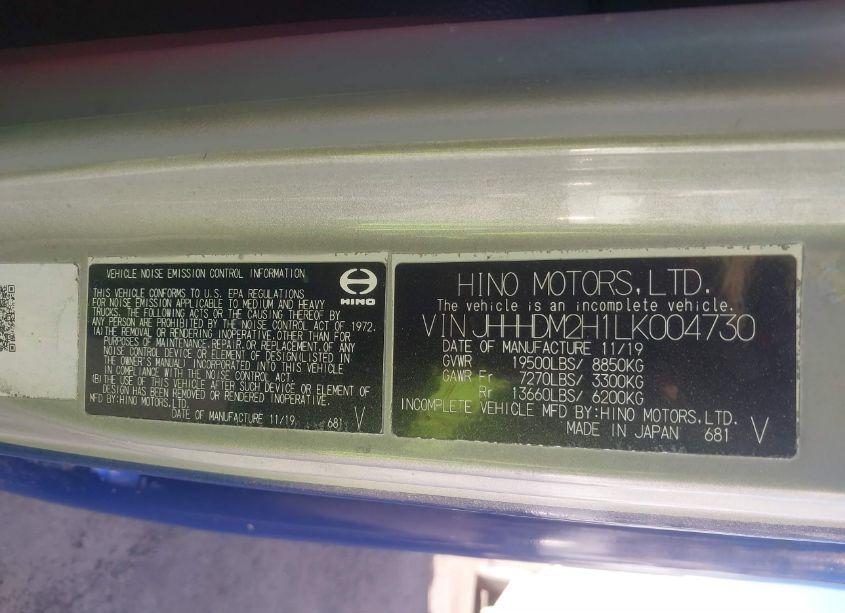 VEHICLE NOISE EMISSION CONTROL INFORMATION
HINO
THIS VEHICLE CONFORMS TO U.S. EPA REGULATIONS
FOR NOISE EMISSION APPLICABLE TO MEDIUM AND HEAVY
TRUCKS. THE FOLLOWING ACTS OR THE CAUSING THEREOF BY
ANY PERSON ARE PROHIBITED BY THE NOISE CONTROL ACT OF 1972.
(A) THE REMOVAL OR RENDERING INOPERATIVE, OTHER THAN FOR
PURPOSES OF MAINTENANCE, REPAIR, OR REPLACEMENT, OF ANY
NOISE CONTROL DEVICE OR ELEMENT OF DESIGN (LISTED IN
THE OWNER'S MANUAL) INCORPORATED INTO THIS VEHICLE
IN COMPLIANCE WITH THE NOISE CONTROL ACT.
(B) THE USE OF THIS VEHICLE AFTER SUCH DEVICE OR ELEMENT OF
DESIGN HAS BEEN REMOVED OR RENDERED INOPERATIVE.
MFD BY:HINO MOTORS,LTD.
DATE OF MANUFACTURE 11/19 681 V
HINO MOTORS,LTD.
The vehicle is an incomplete vehicle.
VIN JHHHDM2H1LK004730
DATE OF MANUFACTURE 11/19
GVWR 19500LBS/ 8850KG
GAWR Fr 7270LBS/ 3300KG
Rr 13660LBS/ 6200KG
INCOMPLETE VEHICLE MFD BY:HINO MOTORS,LTD.
MADE IN JAPAN 681 V